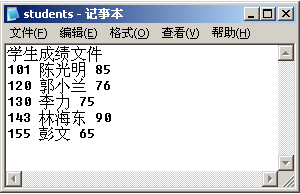 students - 记事本
文件(F) 编辑(E) 格式(O) 查看(V) 帮助(H)
学生成绩文件
101 陈光明 85
120 郭小兰 76
130 李力 75
143 林海东 90
155 彭文 65